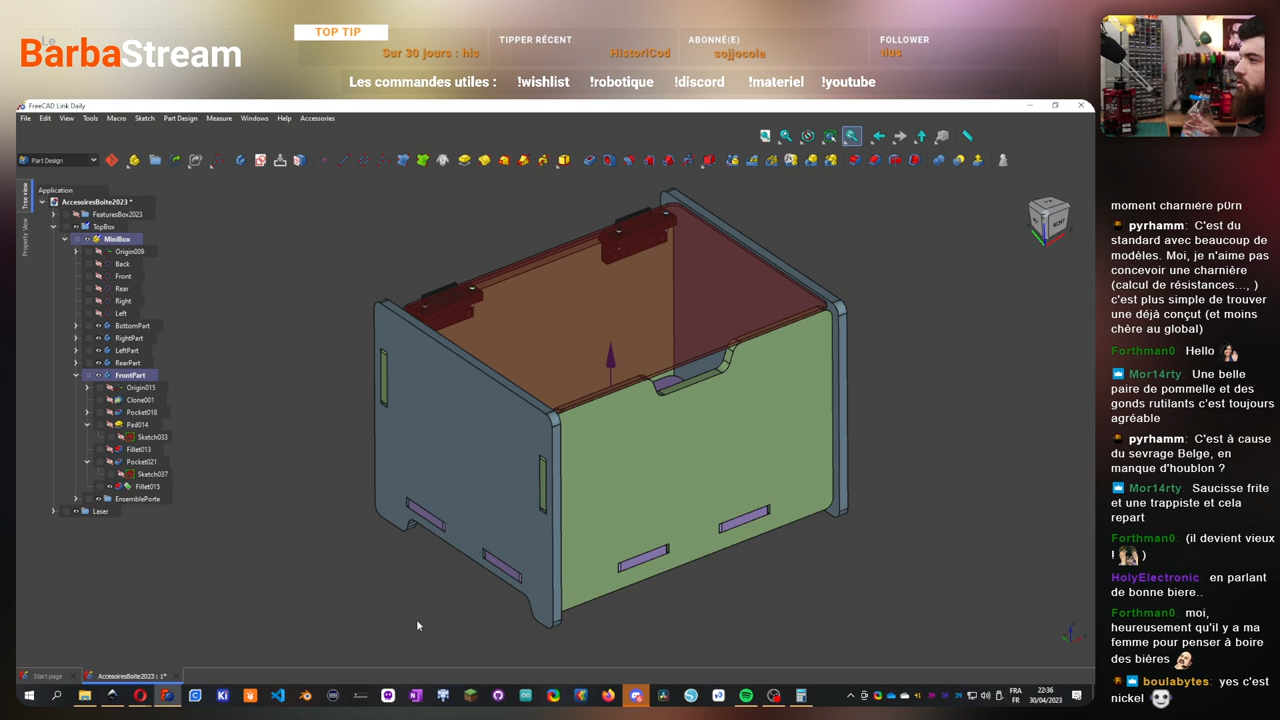 Le
BarbaStream
TOP TIP
Sur 30 jours : his
TIPPER RÉCENT
HistoriCod
ABONNÉ(E)
sojjocola
FOLLOWER
Les commandes utiles : !wishlist !robotique !discord !materiel !youtube
FreeCAD Link Daily
File Edit View Tools Macro Sketch Part Design Measure Windows Help Accessories
Part Design
Tree view
Property View
Application
AccesoiresBoite2023 *
FeaturesBox2023
TopBox
MiniBox
Origin009
Back
Front
Rear
Right
Left
BottomPart
RightPart
LeftPart
RearPart
FrontPart
Origin015
Clone001
Pocket018
Pad014
Sketch033
Fillet013
Pocket021
Sketch037
Fillet015
EnsemblePorte
Laser
FRONT
Start page
AccesoiresBoite2023 : 1*
FRA
FR
22:36
30/04/2023
moment charnière p0rn
pyrhamm: C'est du
standard avec beaucoup de
modèles. Moi, je n'aime pas
concevoir une charnière
(calcul de résistances..., )
c'est plus simple de trouver
une déjà conçut (et moins
chère au global)
Forthman0: Hello
Mor14rty: Une belle
paire de pommelle et des
gonds rutilants c'est toujours
agréable
pyrhamm: C'est à cause
du sevrage Belge, en
manque d'houblon ?
Mor14rty: Saucisse frite
et une trappiste et cela
repart
Forthman0: (il devient vieux
! )
HolyElectronic: en parlant
de bonne biere..
Forthman0: moi,
heureusement qu'il y a ma
femme pour penser à boire
des bières
boulabytes: yes c'est
nickel